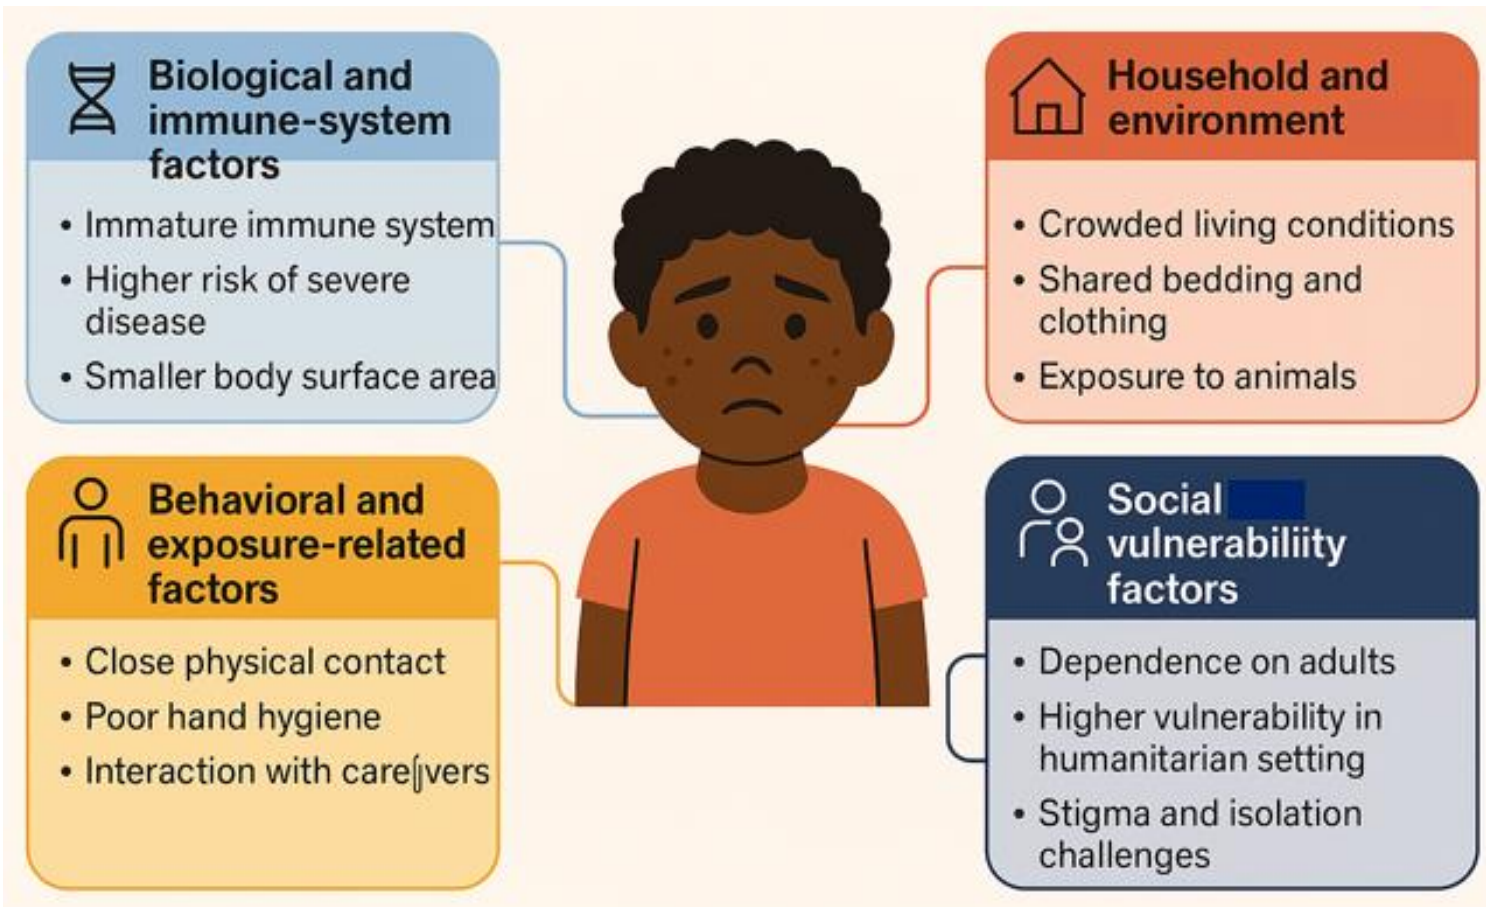 Biological and
immune-system
factors
• Immature immune system
• Higher risk of severe
disease
• Smaller body surface area
Household and
environment
• Crowded living conditions
• Shared bedding and
clothing
• Exposure to animals
Behavioral and
exposure-related
factors
• Close physical contact
• Poor hand hygiene
• Interaction with
Social
vulnerabiliity
factors
• Dependence on adults
• Higher vulnerability in
humanitarian setting
• Stigma and isolation
challenges